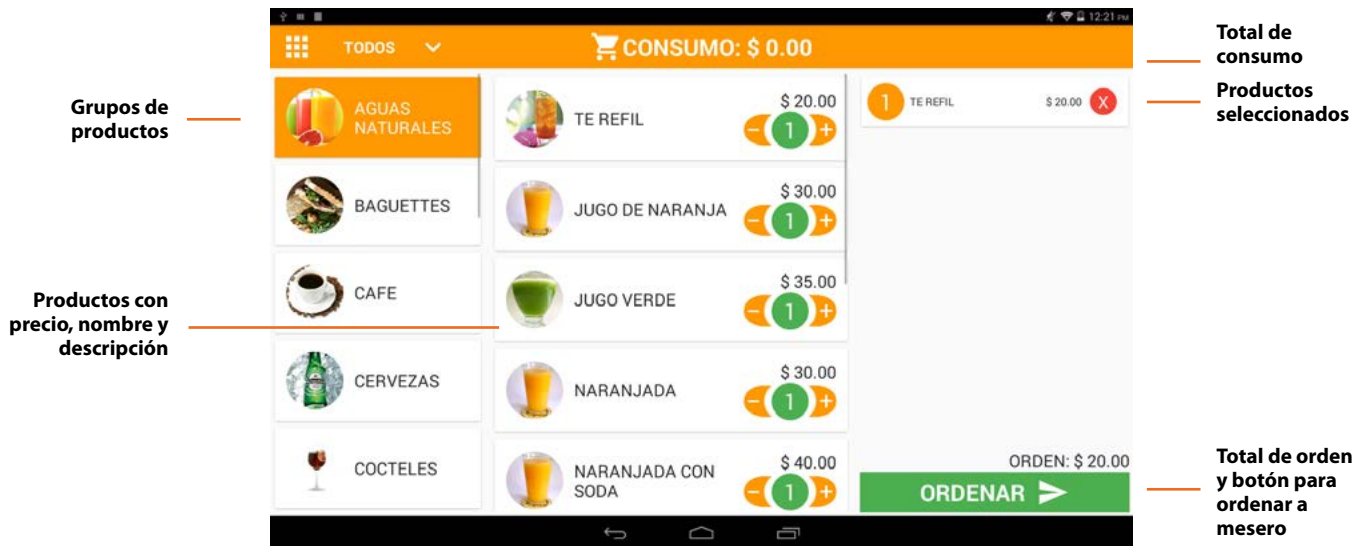 12:21 PM
TODOS
CONSUMO: $ 0.00
Total de
consumo
Grupos de
productos
Productos con
precio, nombre y
descripción
AGUAS
NATURALES
BAGUETTES
CAFE
CERVEZAS
COCTELES
TE REFIL
$ 20.00
- 1 +
JUGO DE NARANJA
$ 30.00
- 1 +
JUGO VERDE
$ 35.00
- 1 +
NARANJADA
$ 30.00
- 1 +
NARANJADA CON
SODA
$ 40.00
- 1 +
1 TE REFIL $ 20.00 X
Productos
seleccionados
ORDEN: $ 20.00
ORDENAR
Total de orden
y botón para
ordenar a
mesero